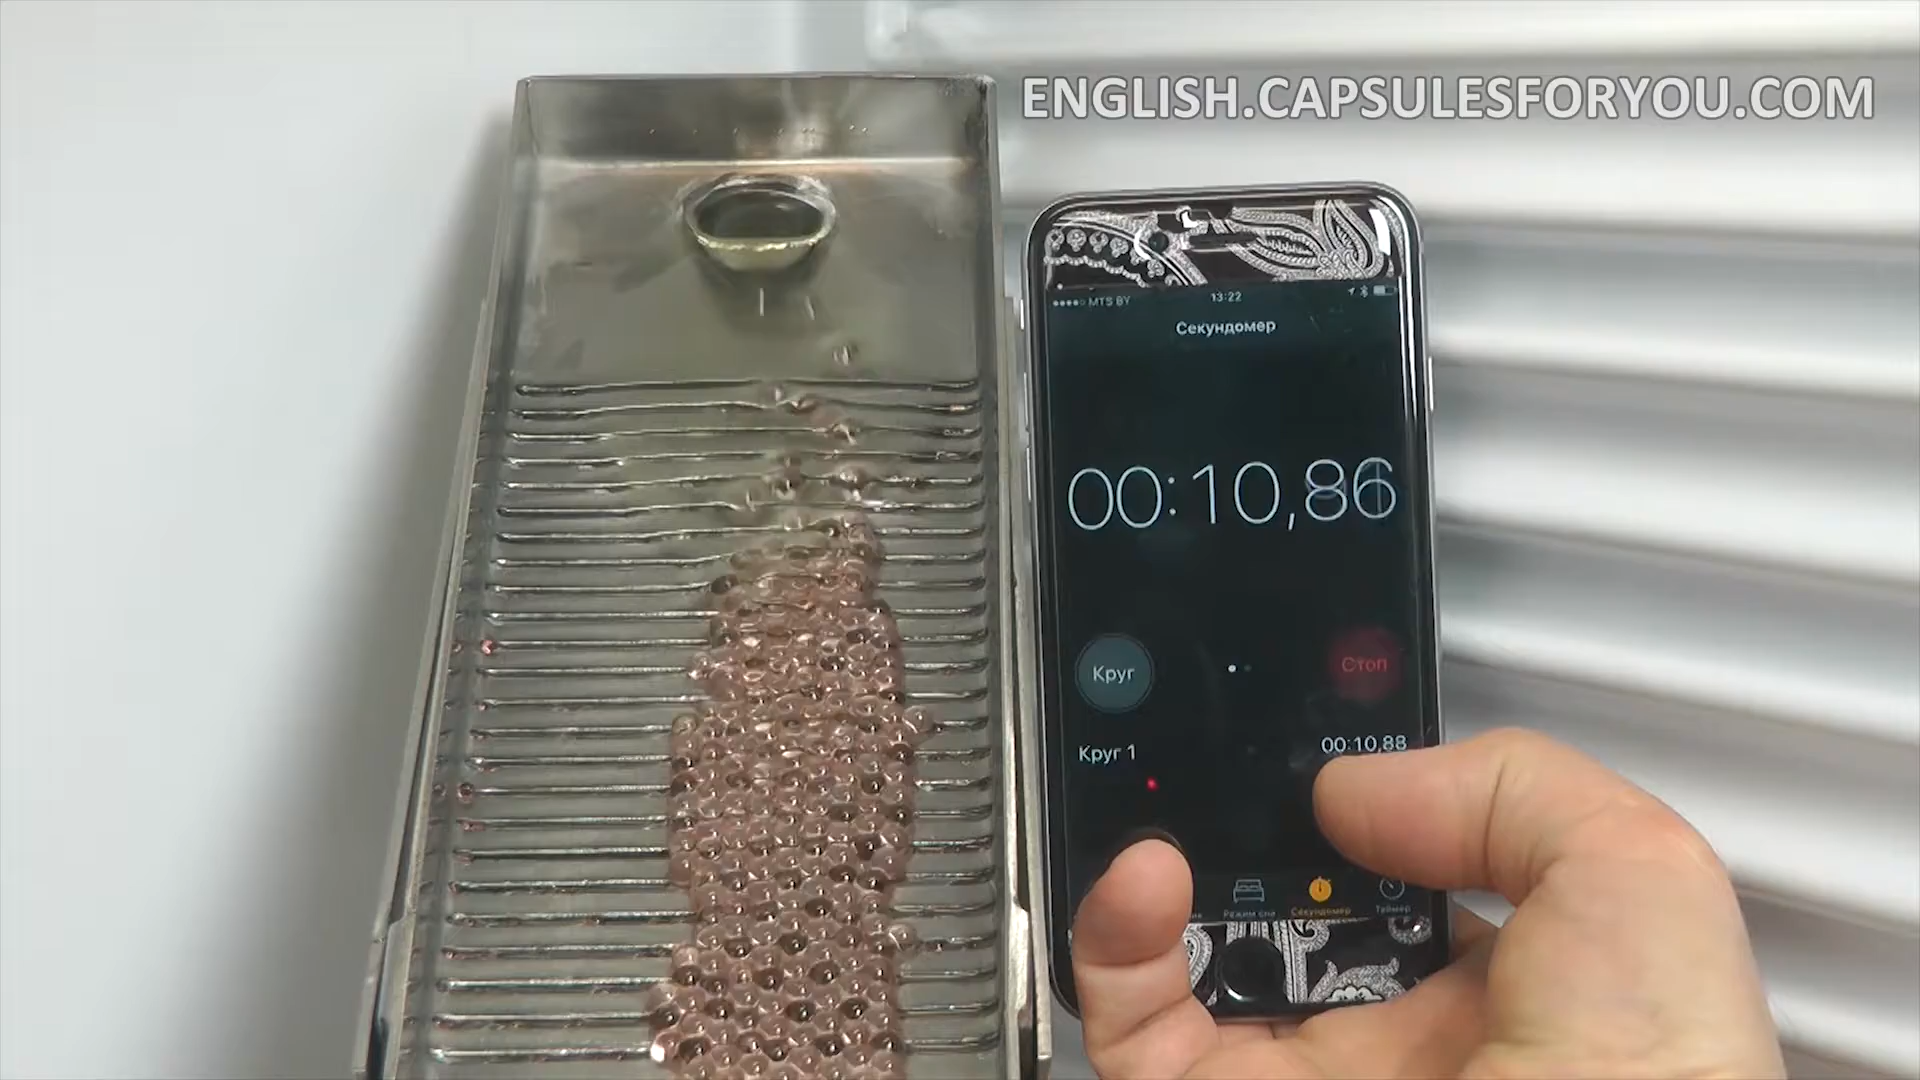 ENGLISH.CAPSULESFORYOU.COM
MTS BY 13:22
Секундомер
00:10,86
Круг Стоп
Круг 1 00:10,88
Режим сна Секундомер Таймер